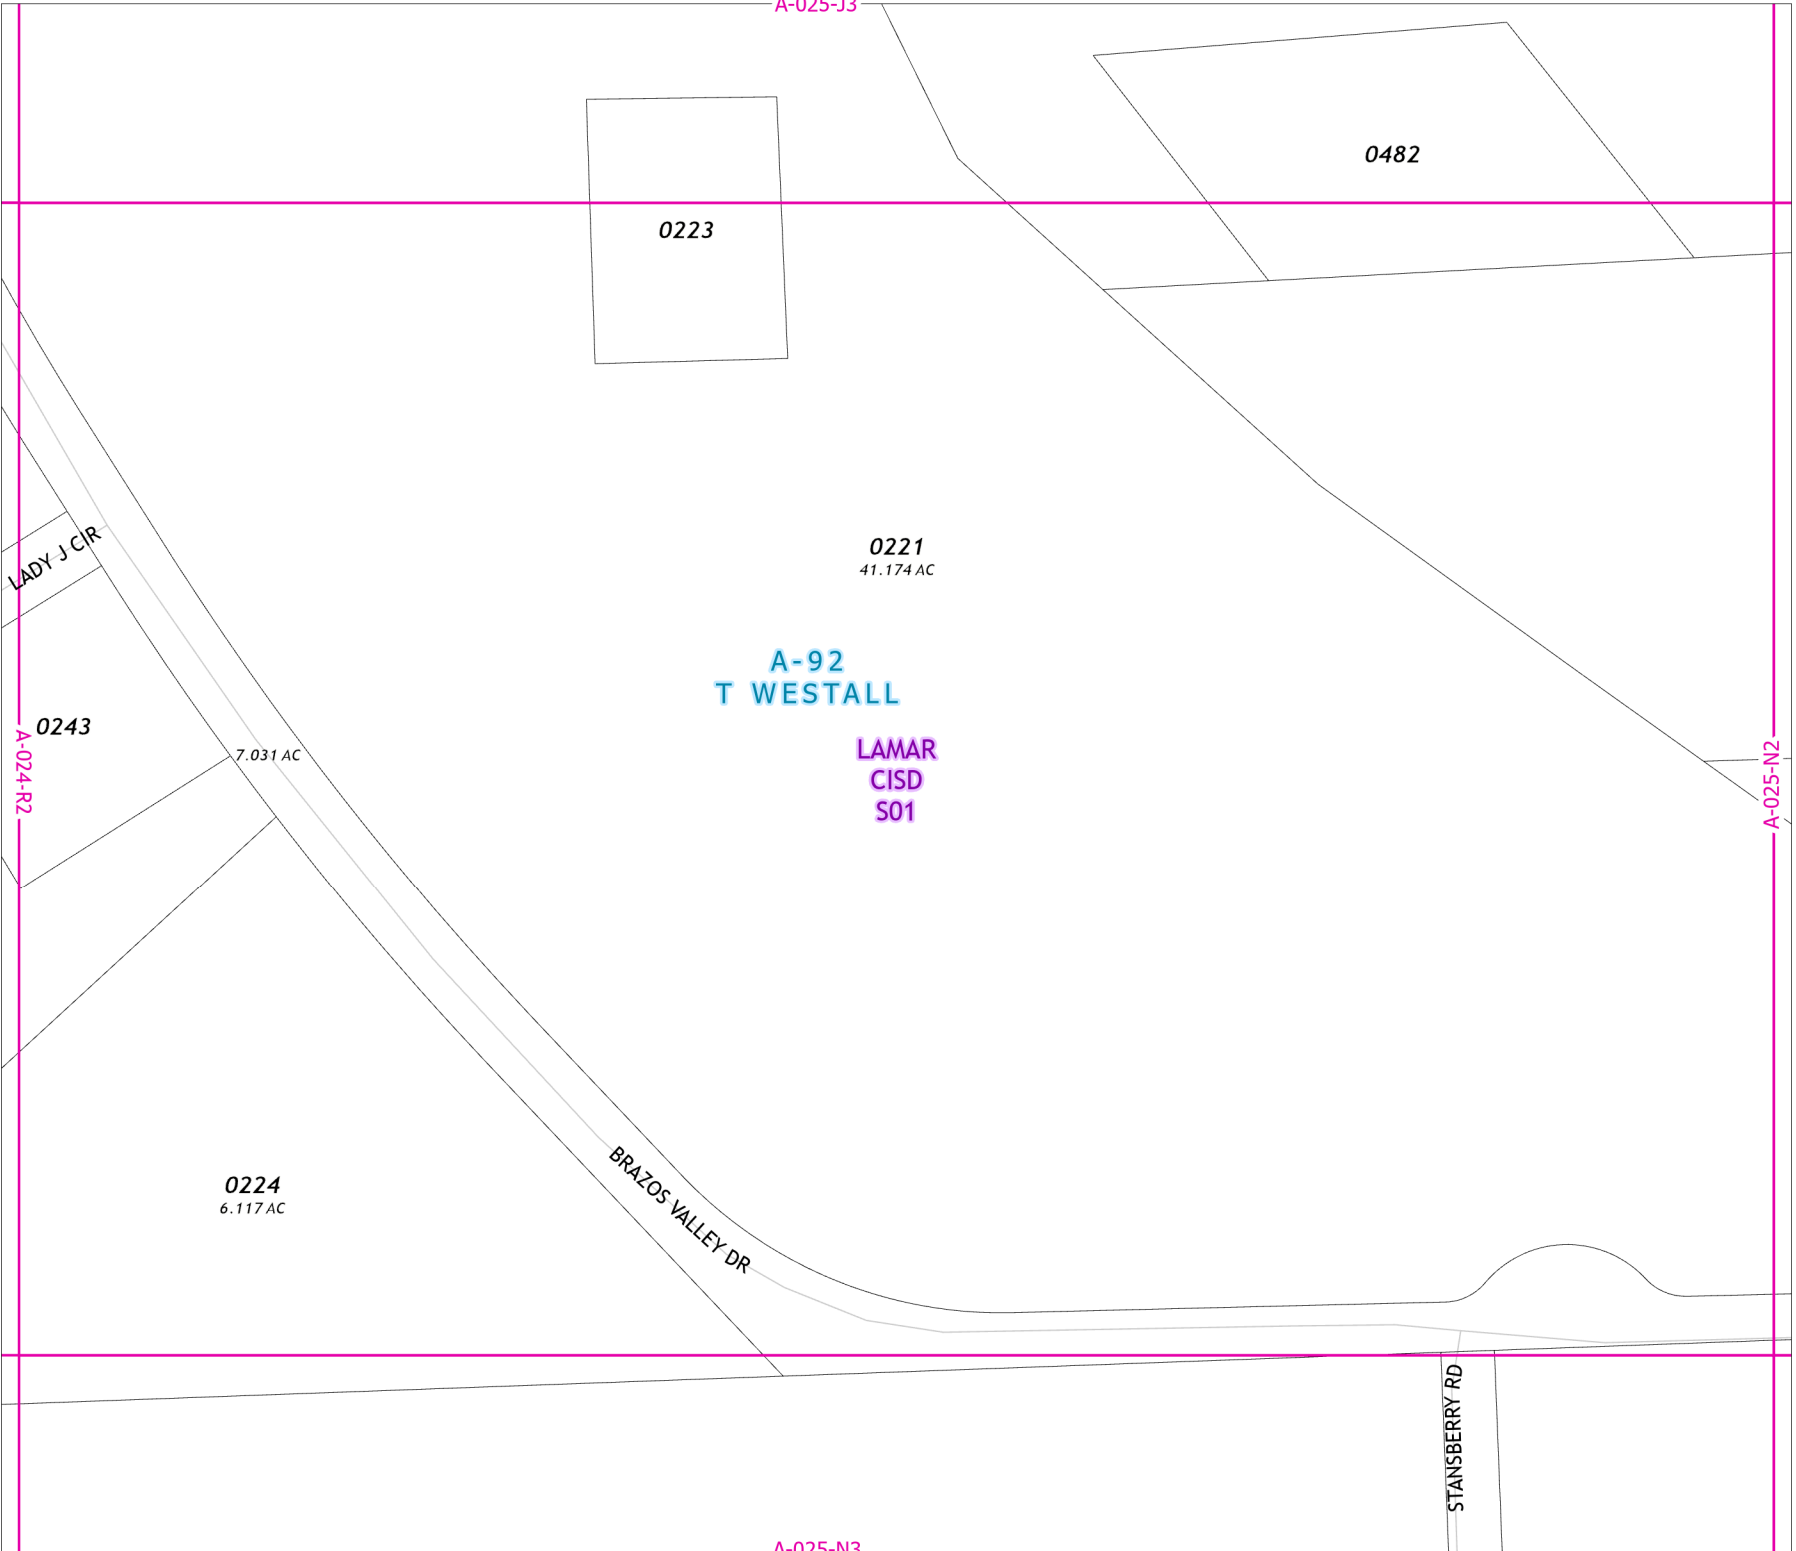 A-025-J3
0482
0223
LADY J CIR
0221
41.174 AC
A-92
T WESTALL
0243
7.031 AC
A-024-R2
LAMAR
CISD
S01
A-025-N2
0224
6.117 AC
BRAZOS VALLEY DR
STANSBERRY RD
A-025-N3